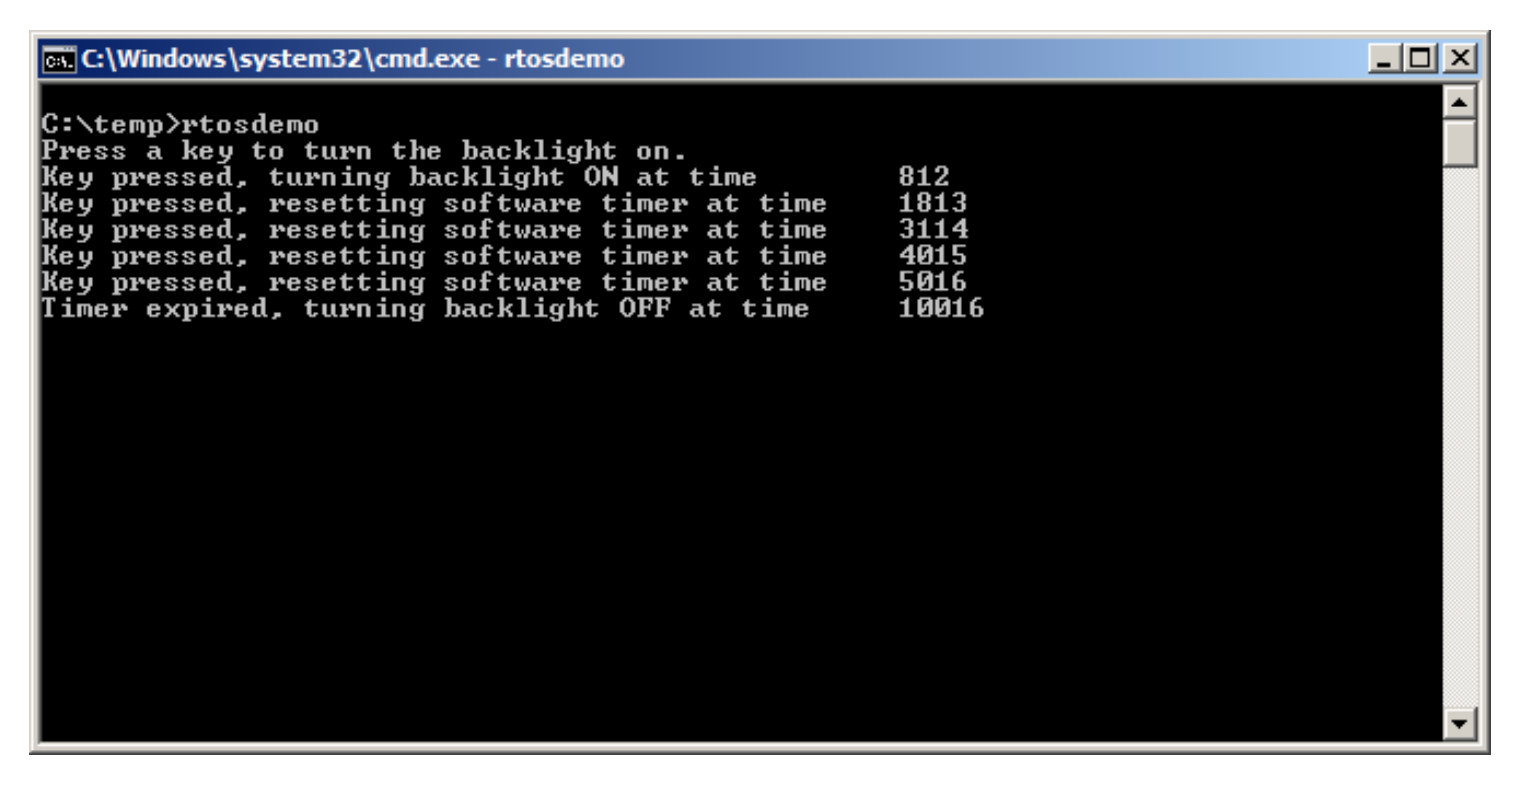 C:\Windows\system32\cmd.exe - rtosdemo
C:\temp>rtosdemo
Press a key to turn the backlight on.
Key pressed, turning backlight ON at time 812
Key pressed, resetting software timer at time 1813
Key pressed, resetting software timer at time 3114
Key pressed, resetting software timer at time 4015
Key pressed, resetting software timer at time 5016
Timer expired, turning backlight OFF at time 10016